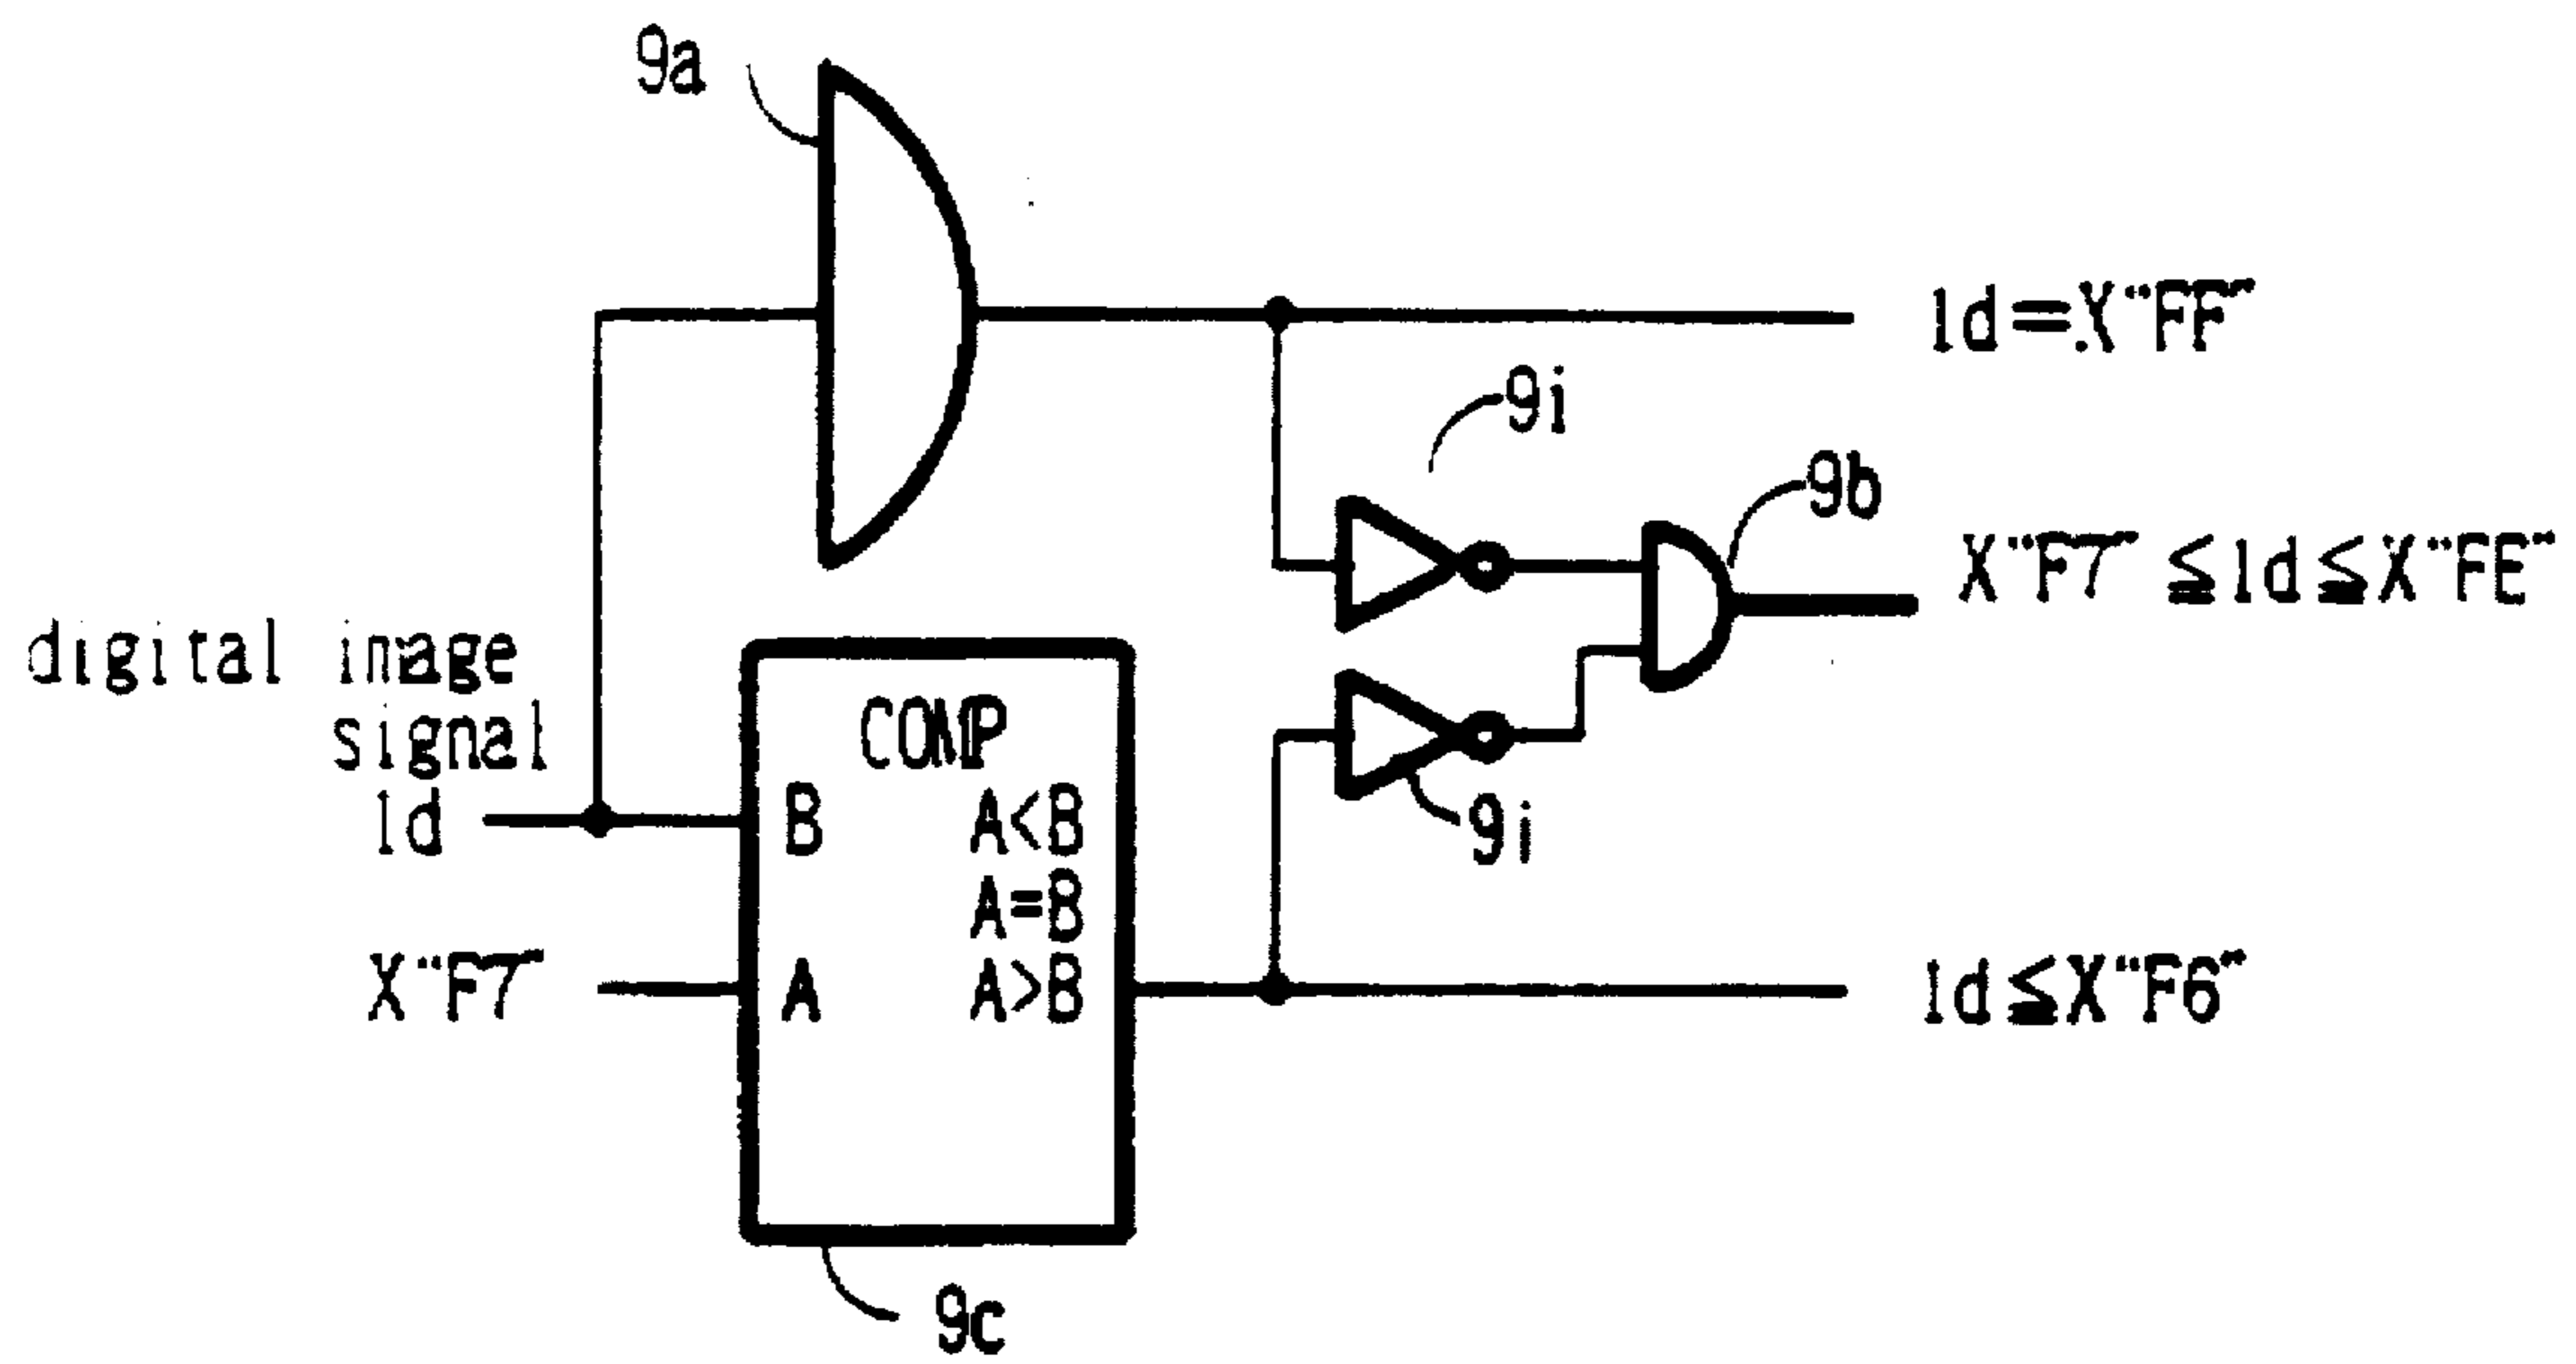 9a
ld=X"FF"
9i
9b
X"F7" ≦ld≦X"FE"
digital image
signal
ld
COMP
B
A<B
A=B
X"F7"
A
A>B
9i
ld≦X"F6"
9c